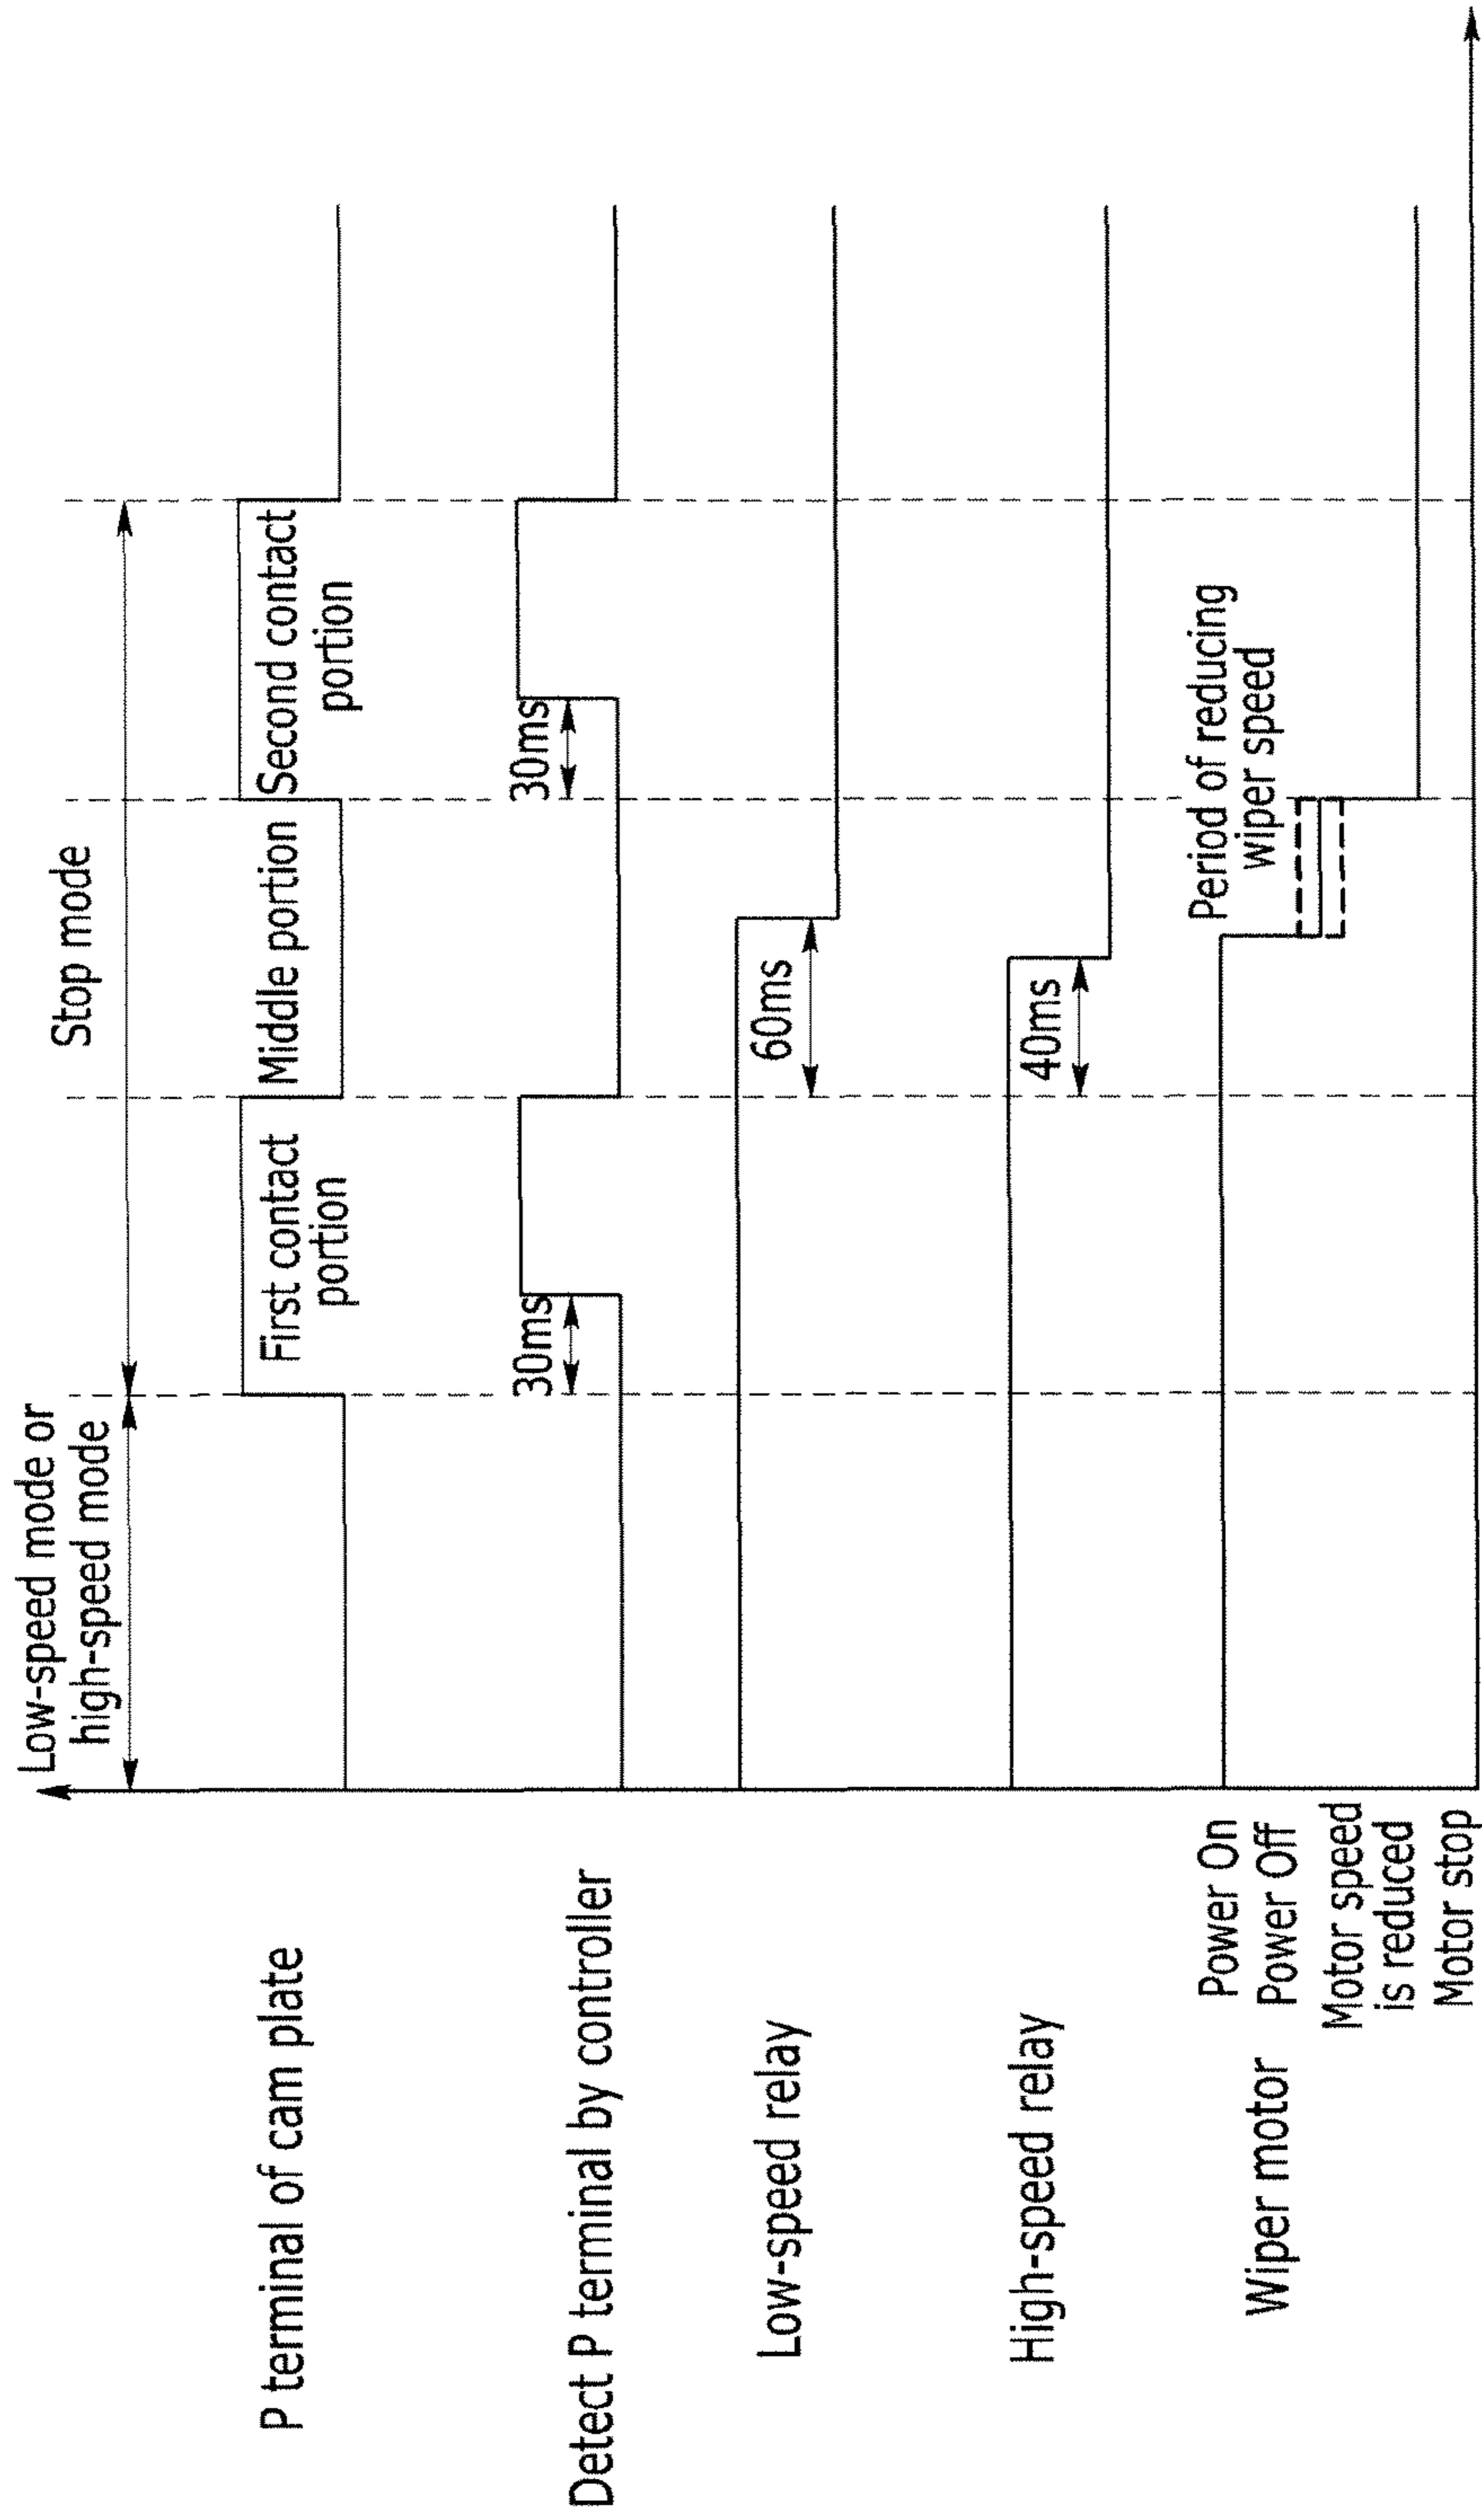 Low-speed mode or
high-speed mode
Stop mode
P terminal of cam plate
First contact
portion
Middle portion
Second contact
portion
Detect P terminal by controller
30ms
30ms
Low-speed relay
60ms
High-speed relay
40ms
Wiper motor
Power On
Power Off
Motor speed
is reduced
Motor stop
Period of reducing
wiper speed